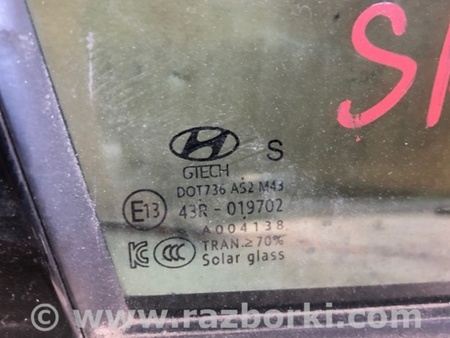 S
GTECH
DOT736 AS2 M43
E13 43R - 019702
A004138
TRAN.≥70%
Solar glass
© www.razborki.com